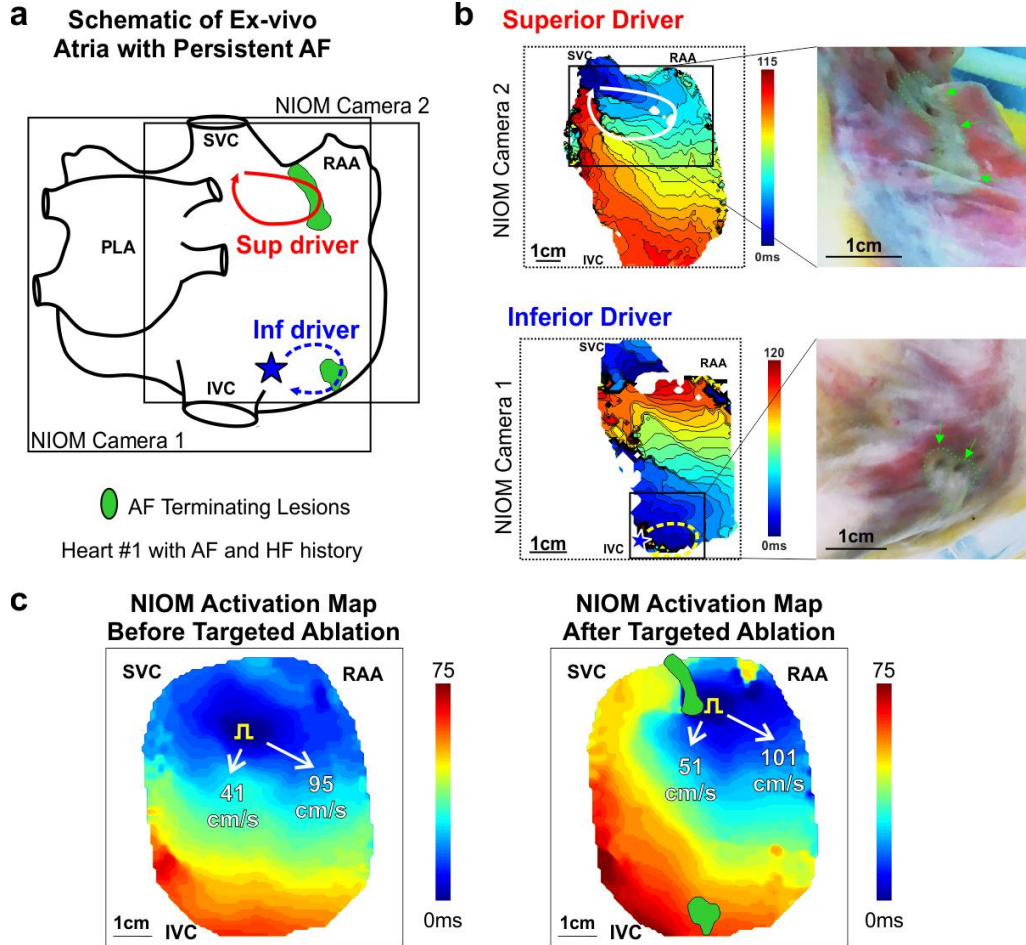 a
Schematic of Ex-vivo
Atria with Persistent AF
NIOM Camera 2
SVC
RAA
PLA
Sup driver
Inf driver
IVC
NIOM Camera 1
AF Terminating Lesions
Heart #1 with AF and HF history
b
Superior Driver
NIOM Camera 2
SVC
RAA
115
0ms
1cm
IVC
1cm
Inferior Driver
NIOM Camera 1
SVC
RAA
120
0ms
1cm
IVC
1cm
c
NIOM Activation Map
Before Targeted Ablation
SVC
RAA
75
41
cm/s
95
cm/s
1cm
IVC
0ms
NIOM Activation Map
After Targeted Ablation
SVC
RAA
75
51
cm/s
101
cm/s
1cm
IVC
0ms